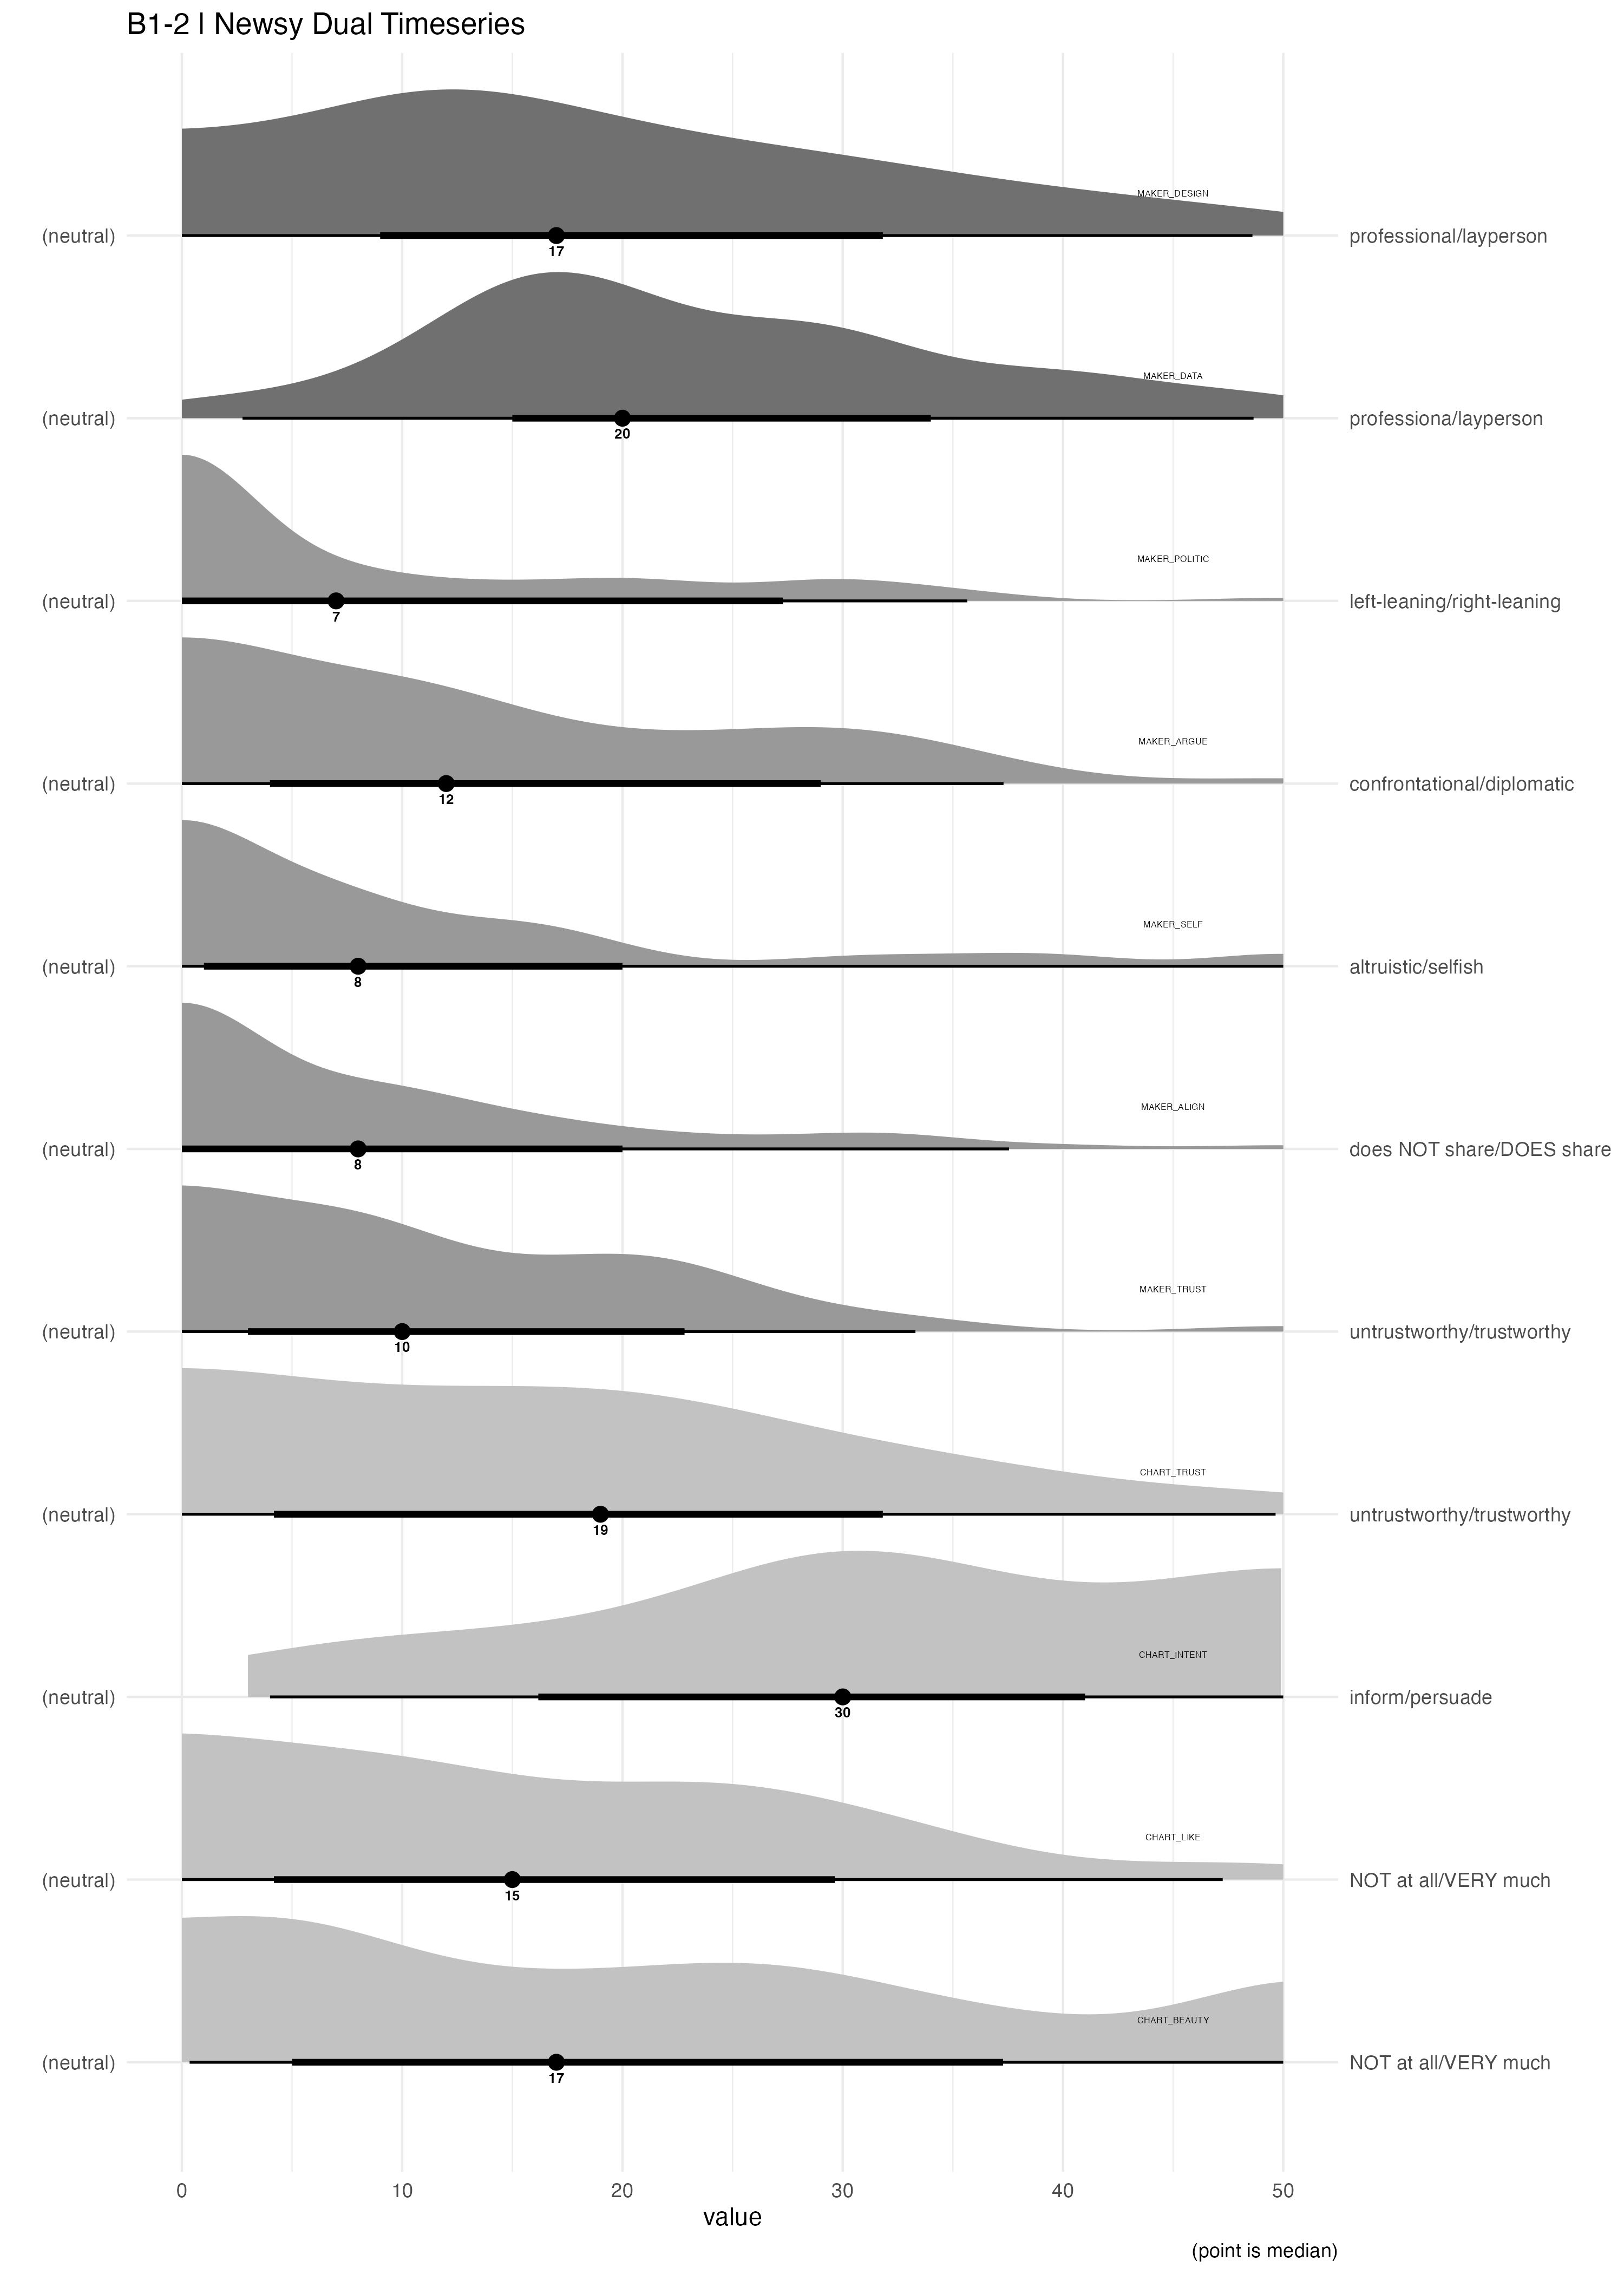 B1-2 | Newsy Dual Timeseries
MAKER_DESIGN
(neutral) professional/layperson
17
MAKER_DATA
(neutral) professiona/layperson
20
MAKER_POLITIC
(neutral) left-leaning/right-leaning
7
MAKER_ARGUE
(neutral) confrontational/diplomatic
12
MAKER_SELF
(neutral) altruistic/selfish
8
MAKER_ALIGN
(neutral) does NOT share/DOES share
8
MAKER_TRUST
(neutral) untrustworthy/trustworthy
10
CHART_TRUST
(neutral) untrustworthy/trustworthy
19
CHART_INTENT
(neutral) inform/persuade
30
CHART_LIKE
(neutral) NOT at all/VERY much
15
CHART_BEAUTY
(neutral) NOT at all/VERY much
17
0 10 20 30 40 50
value
(point is median)